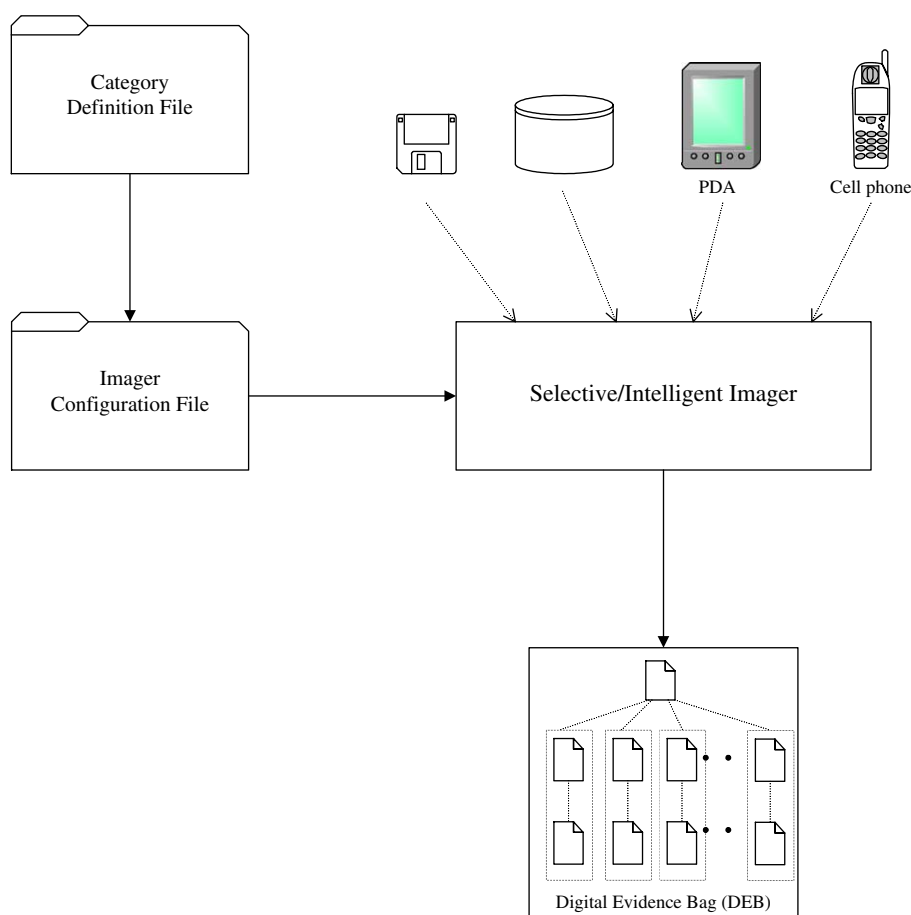 Category
Definition File
PDA
Cell phone
Imager
Configuration File
Selective/Intelligent Imager
Digital Evidence Bag (DEB)